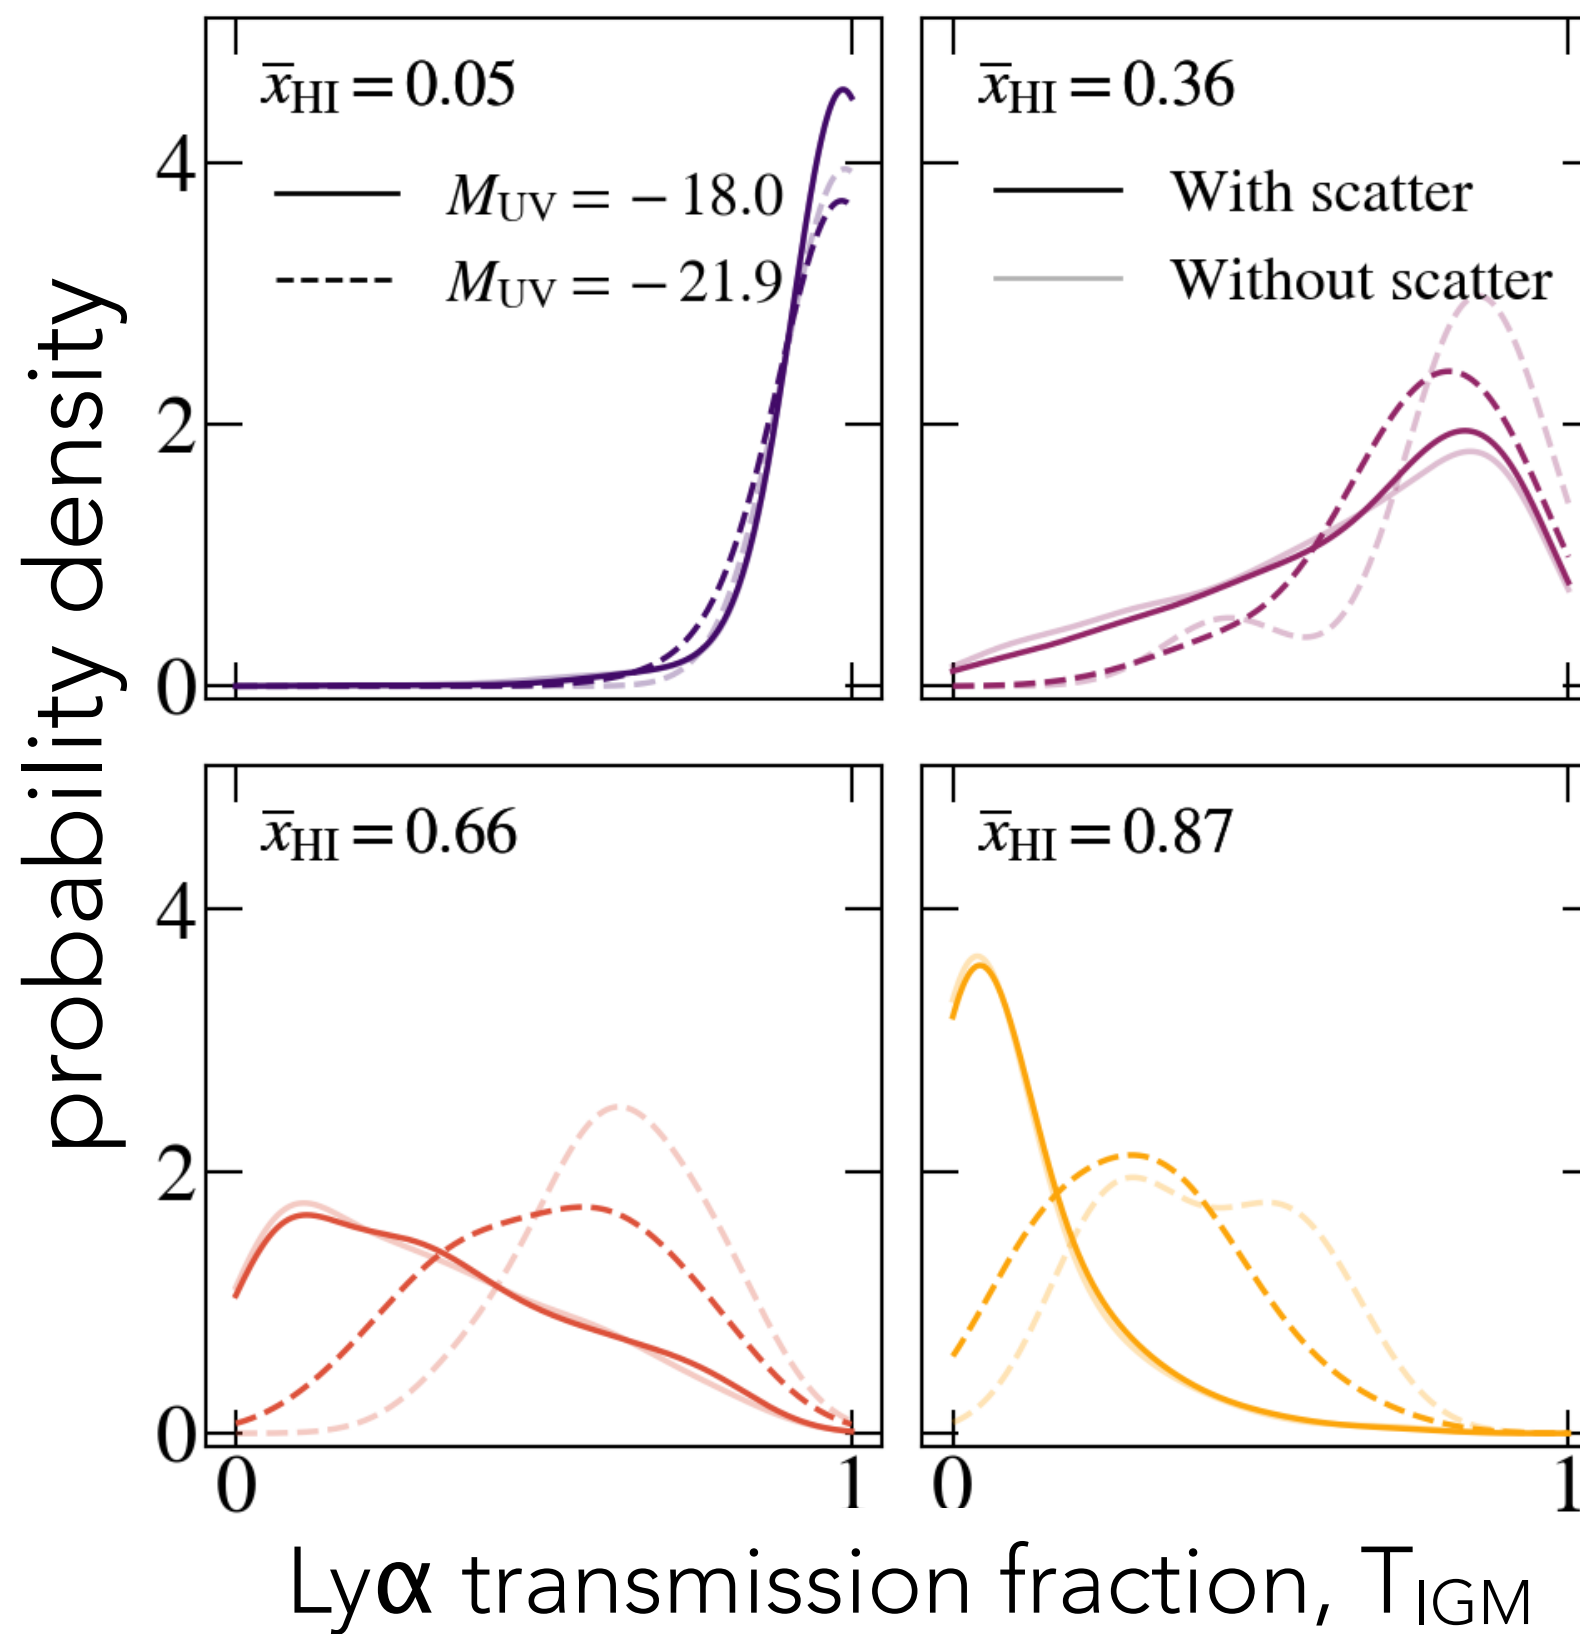 x̄HI = 0.05
4
MUV = − 18.0
MUV = − 21.9
2
0
x̄HI = 0.36
With scatter
Without scatter
probability density
x̄HI = 0.66
4
2
0
0
1
x̄HI = 0.87
0
1
Lyα transmission fraction, TIGM